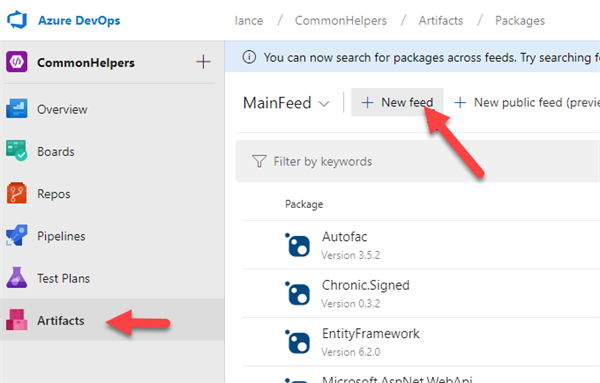 Azure DevOps
lance / CommonHelpers / Artifacts / Packages
CommonHelpers
You can now search for packages across feeds. Try searching
Overview
MainFeed
New feed
New public feed
Boards
Filter by keywords
Repos
Package
Pipelines
Autofac
Version 3.5.2
Test Plans
Chronic.Signed
Version 0.3.2
Artifacts
EntityFramework
Version 6.2.0
Microsoft.AspNet.WebApi